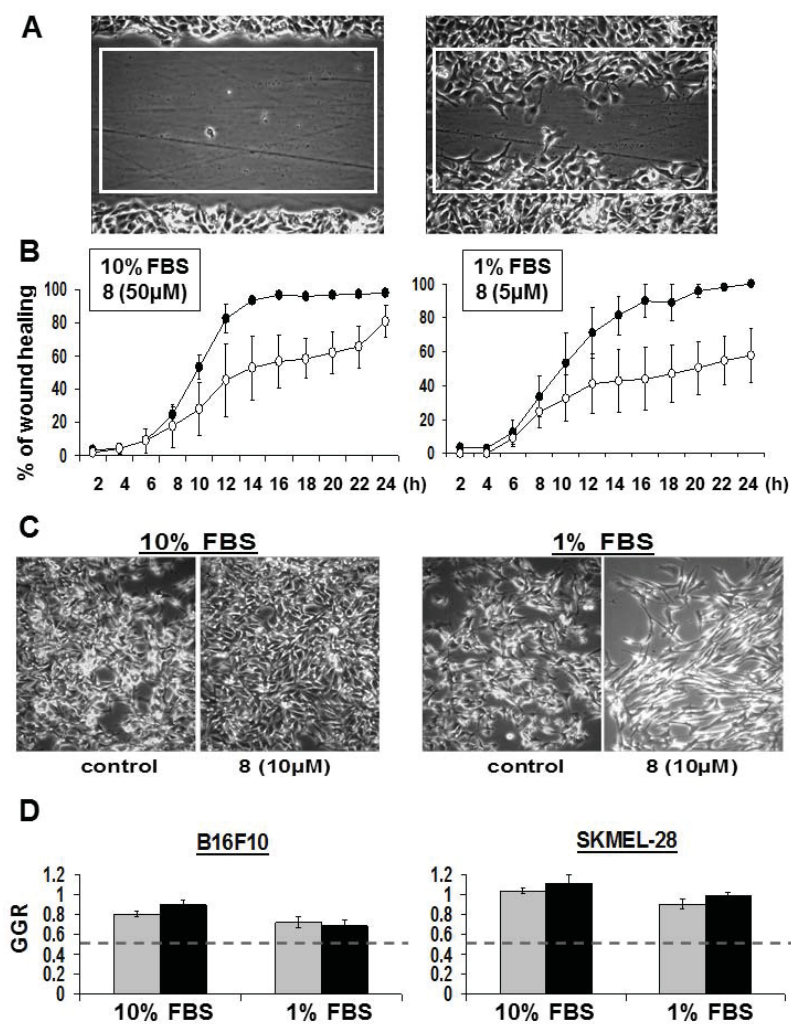 A
B
10% FBS
8 (50µM)
1% FBS
8 (5µM)
% of wound healing
100
80
60
40
20
0
2 4 6 8 10 12 14 16 18 20 22 24 (h)
100
80
60
40
20
0
2 4 6 8 10 12 14 16 18 20 22 24 (h)
C
10% FBS
1% FBS
control
8 (10µM)
control
8 (10µM)
D
B16F10
SKMEL-28
GGR
1.2
1
0.8
0.6
0.4
0.2
0
10% FBS
1% FBS
1.2
1
0.8
0.6
0.4
0.2
0
10% FBS
1% FBS